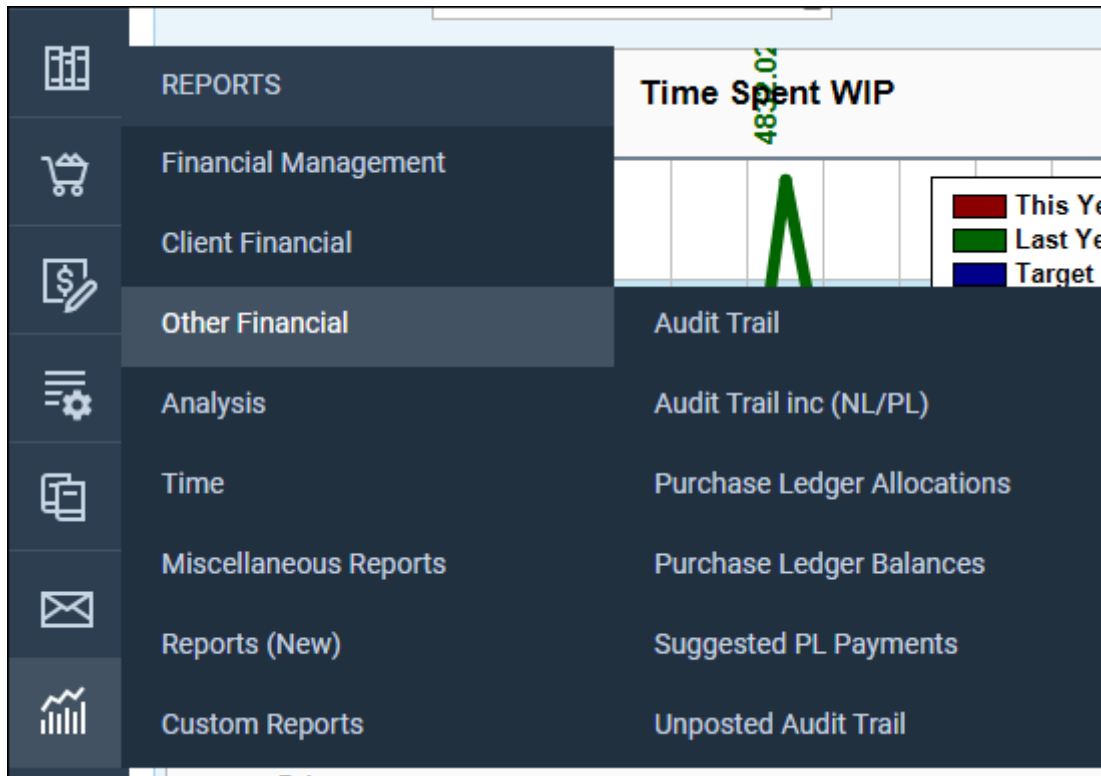 REPORTS
Financial Management
Client Financial
Other Financial
Analysis
Time
Miscellaneous Reports
Reports (New)
Custom Reports
Audit Trail
Audit Trail inc (NL/PL)
Purchase Ledger Allocations
Purchase Ledger Balances
Suggested PL Payments
Unposted Audit Trail
Time Spent WIP
4832.02
This Ye
Last Ye
Target